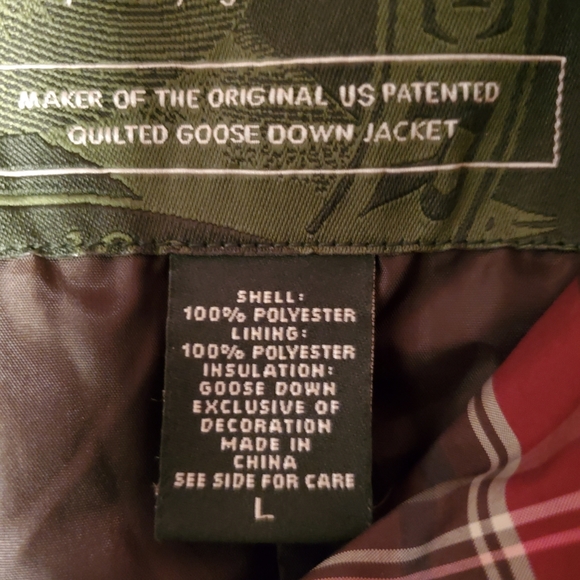 MAKER OF THE ORIGINAL US PATENTED
QUILTED GOOSE DOWN JACKET
SHELL:
100% POLYESTER
LINING:
100% POLYESTER
INSULATION:
GOOSE DOWN
EXCLUSIVE OF
DECORATION
MADE IN
CHINA
SEE SIDE FOR CARE
L